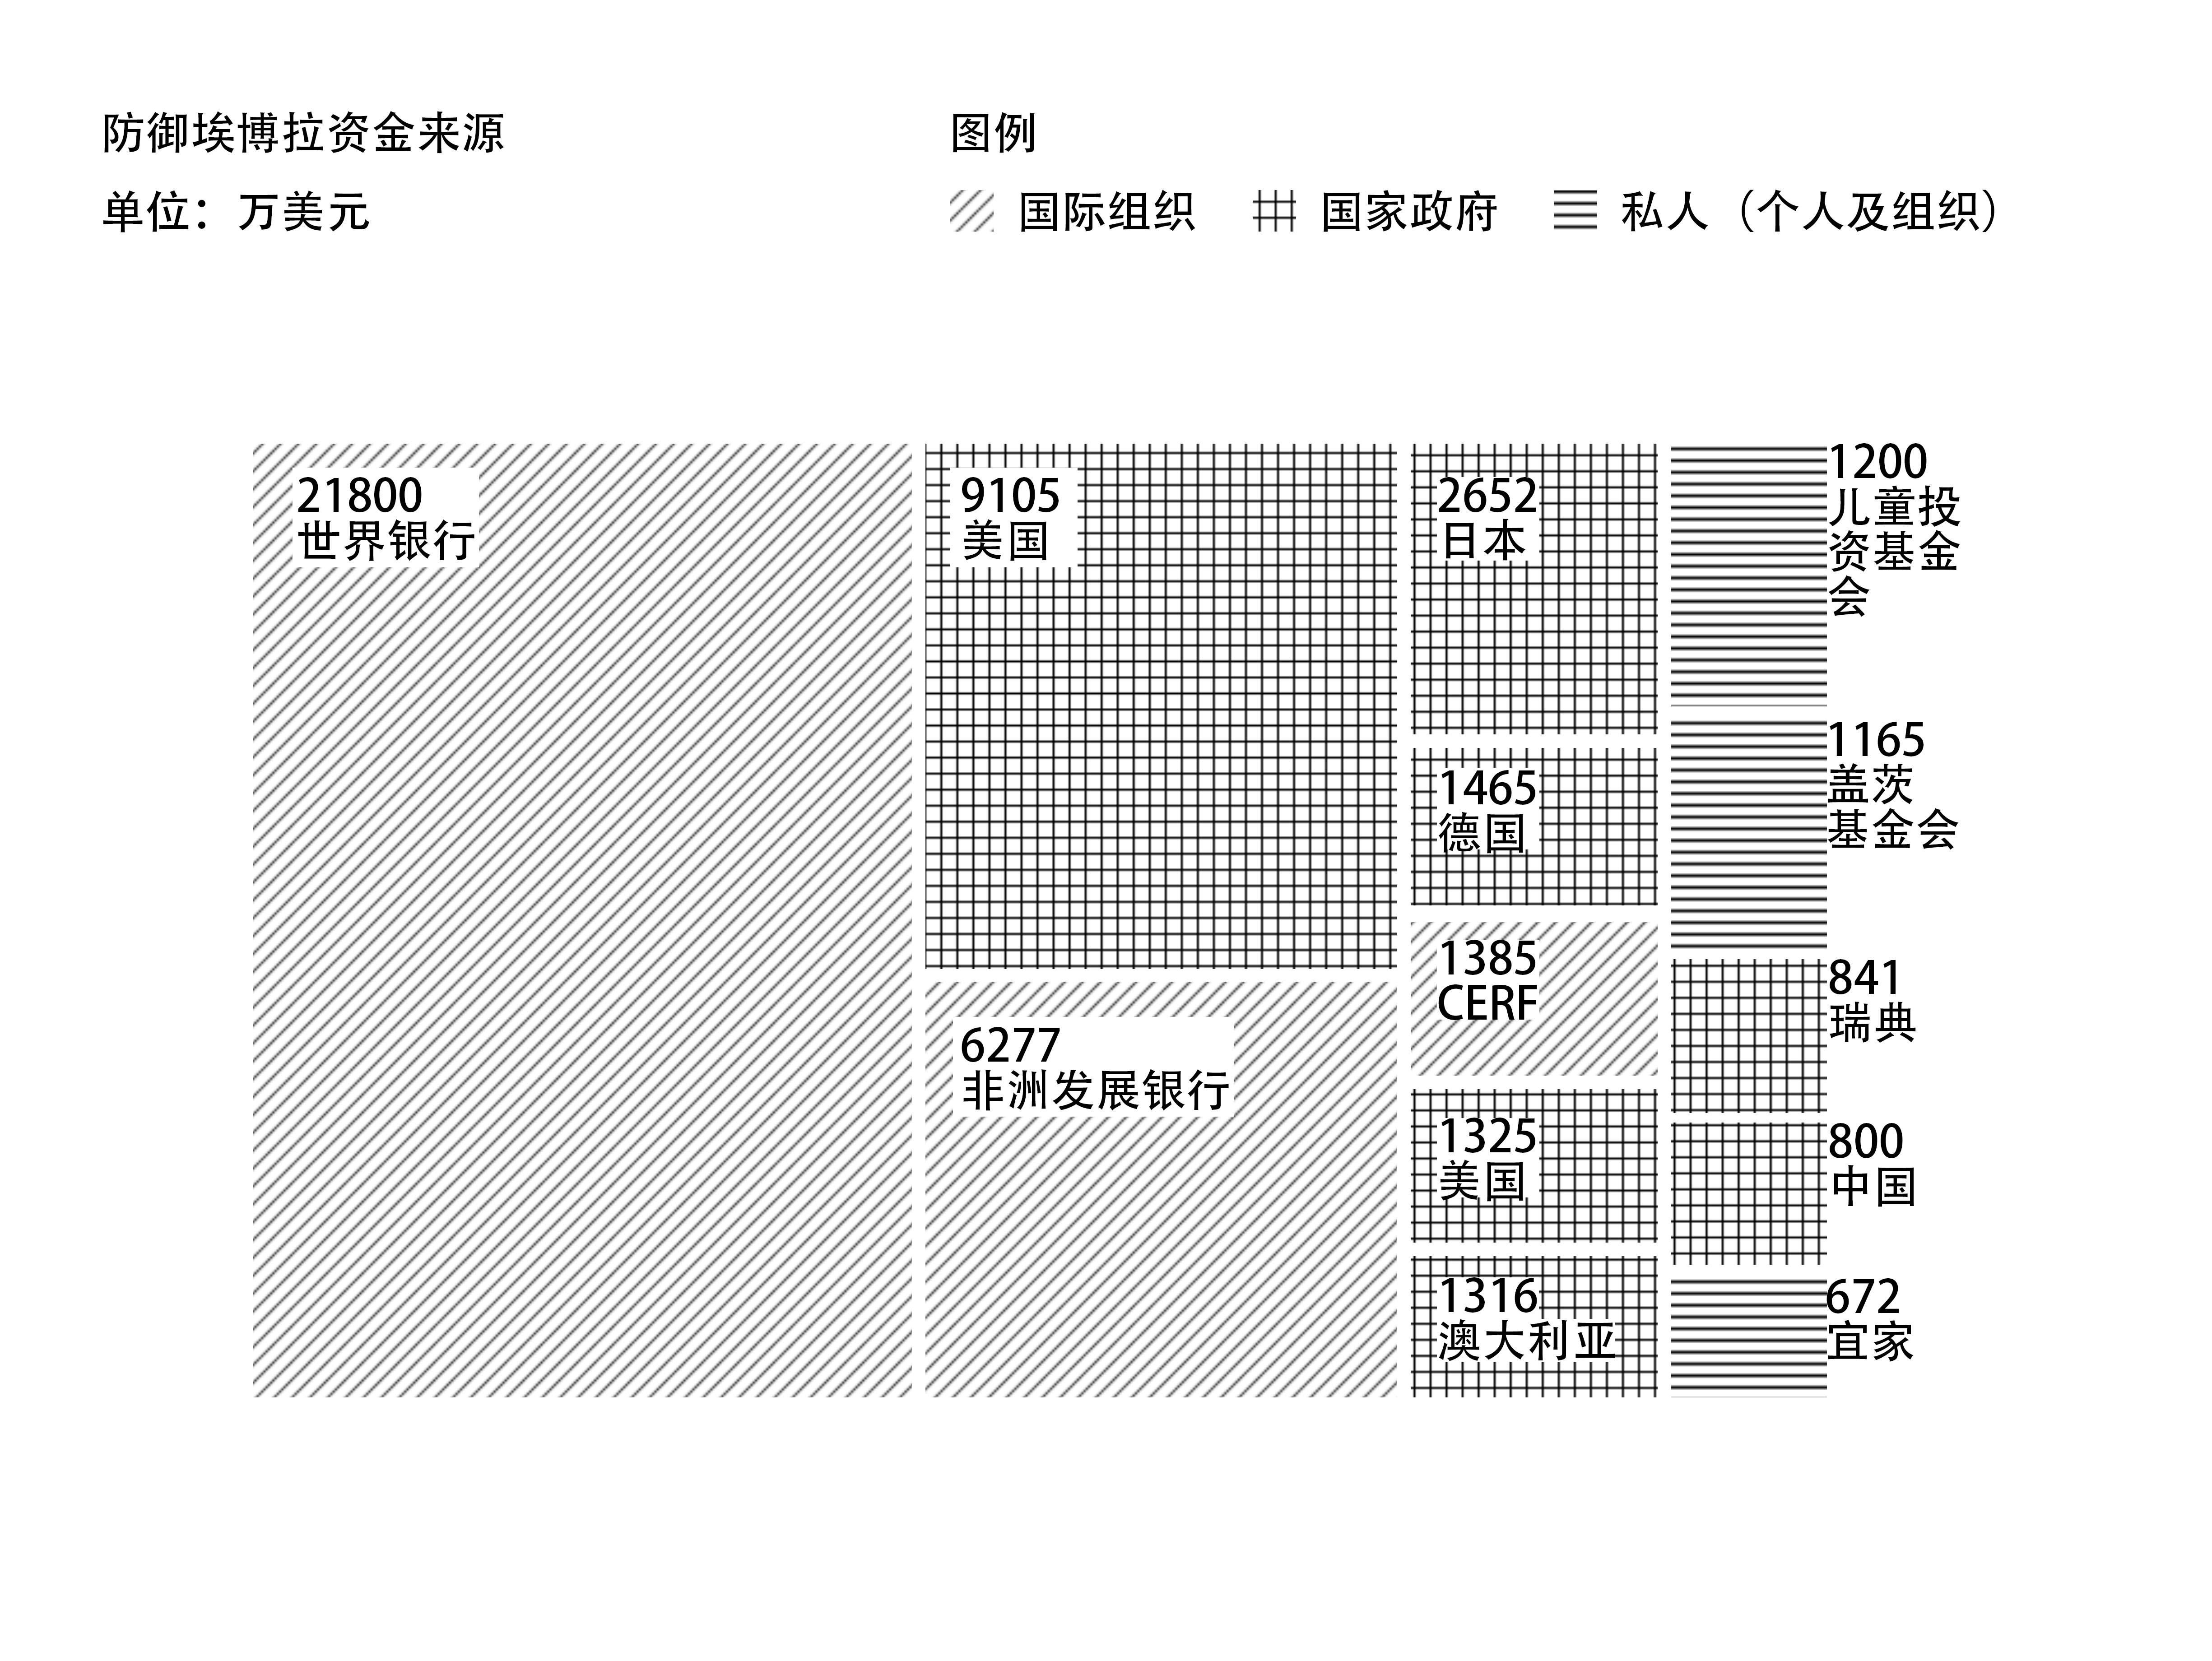 防御埃博拉资金来源
单位：万美元
图例
国际组织
国家政府
私人（个人及组织）
21800
世界银行
9105
美国
6277
非洲发展银行
2652
日本
1465
德国
1385
CERF
1325
美国
1316
澳大利亚
1200
儿童投
资基金
会
1165
盖茨
基金会
841
瑞典
800
中国
672
宜家